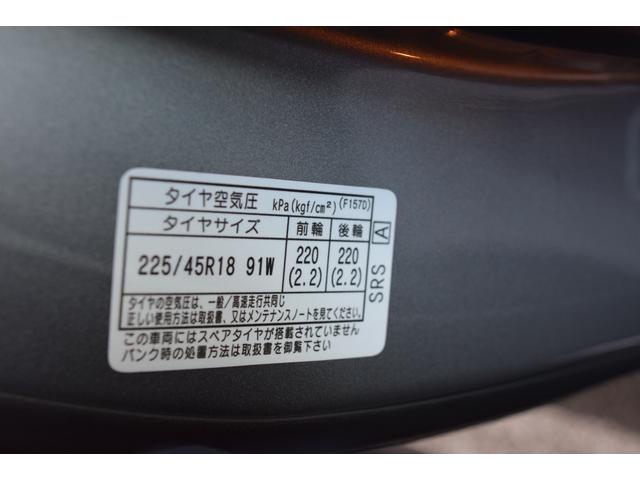 タイヤ空気圧 kPa(kgf/cm²) (F157D)
タイヤサイズ 前輪 後輪
225/45R18 91W 220 (2.2) 220 (2.2)
タイヤの空気圧は、一般/高速走行共同じ
正しい使用方法は取扱書、又はメンテナンスノートを見てください。
この車両にはスペアタイヤが搭載されていません
パンク時の処置方法は取扱書を御覧下さい
SRS A